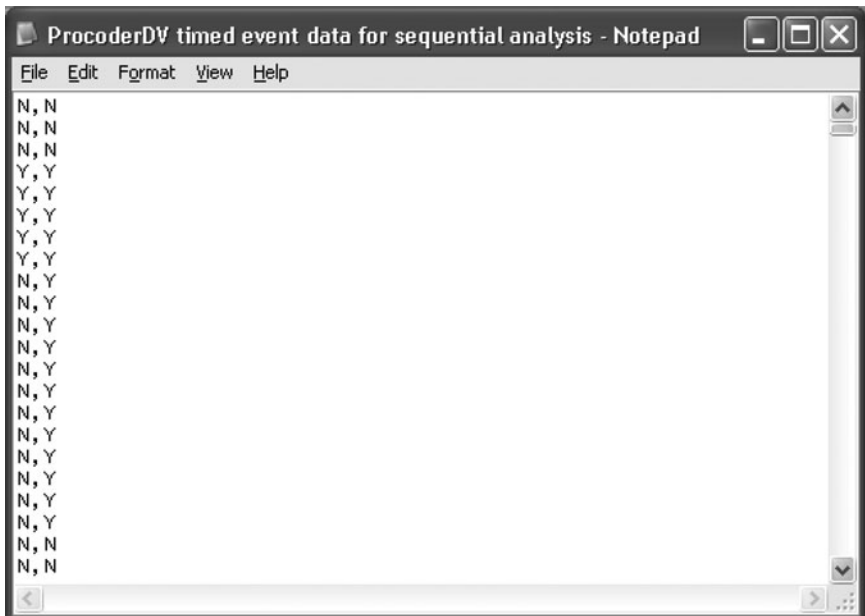 ProcoderDV timed event data for sequential analysis - Notepad
File Edit Format View Help
N,N
N,N
N,N
Y,Y
Y,Y
Y,Y
Y,Y
Y,Y
N,Y
N,Y
N,Y
N,Y
N,Y
N,Y
N,Y
N,Y
N,Y
N,Y
N,Y
N,Y
N,N
N,N